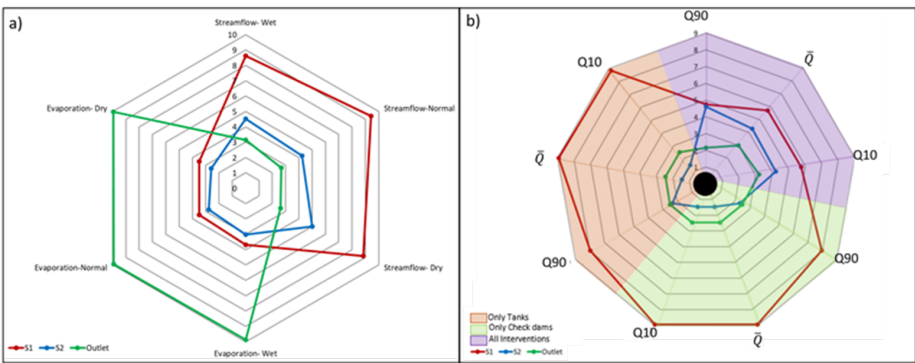 a)
Streamflow- Wet
10
9
8
7
6
5
4
3
2
1
0
Streamflow-Normal
Streamflow- Dry
Evaporation- Wet
Evaporation-Normal
Evaporation- Dry
S1 S2 Outlet
b)
Q90
9
8
7
6
5
4
3
2
1
Q̄
Q10
Q90
Q̄
Q10
Q90
Q̄
Q10
Only Tanks
Only Check dams
All Interventions
S1 S2 Outlet